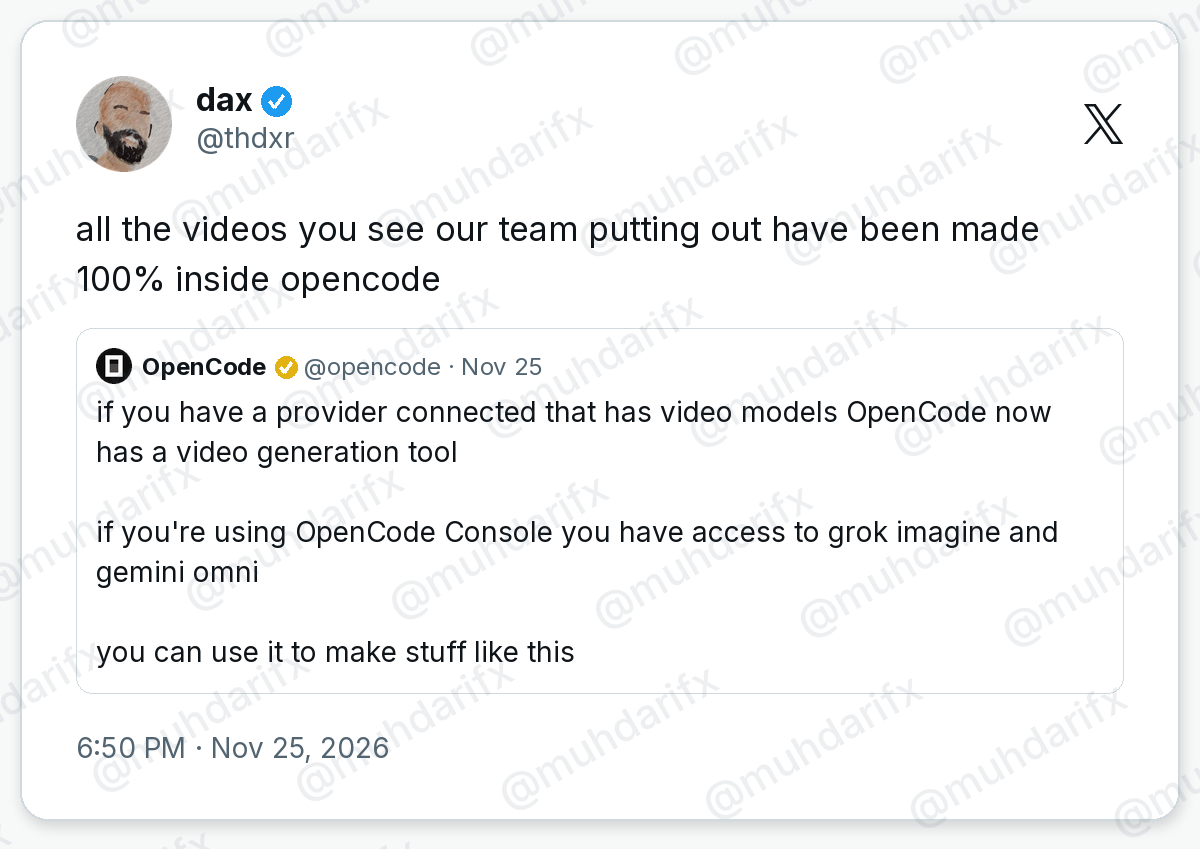 dax
@thdxr
all the videos you see our team putting out have been made
100% inside opencode
OpenCode @opencode · Nov 25
if you have a provider connected that has video models OpenCode now
has a video generation tool
if you're using OpenCode Console you have access to grok imagine and
gemini omni
you can use it to make stuff like this
6:50 PM · Nov 25, 2026
@muhdarifx